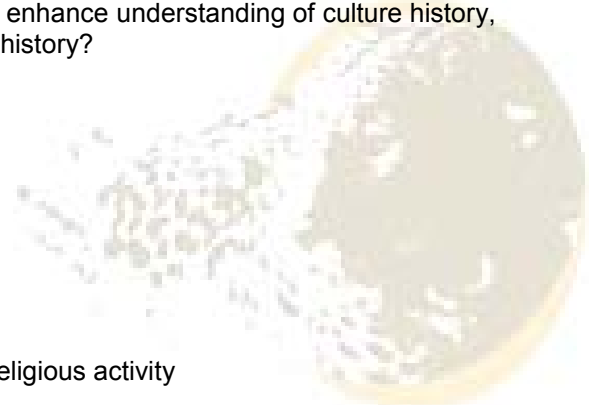 enhance understanding of culture history,
history?
eligious activity